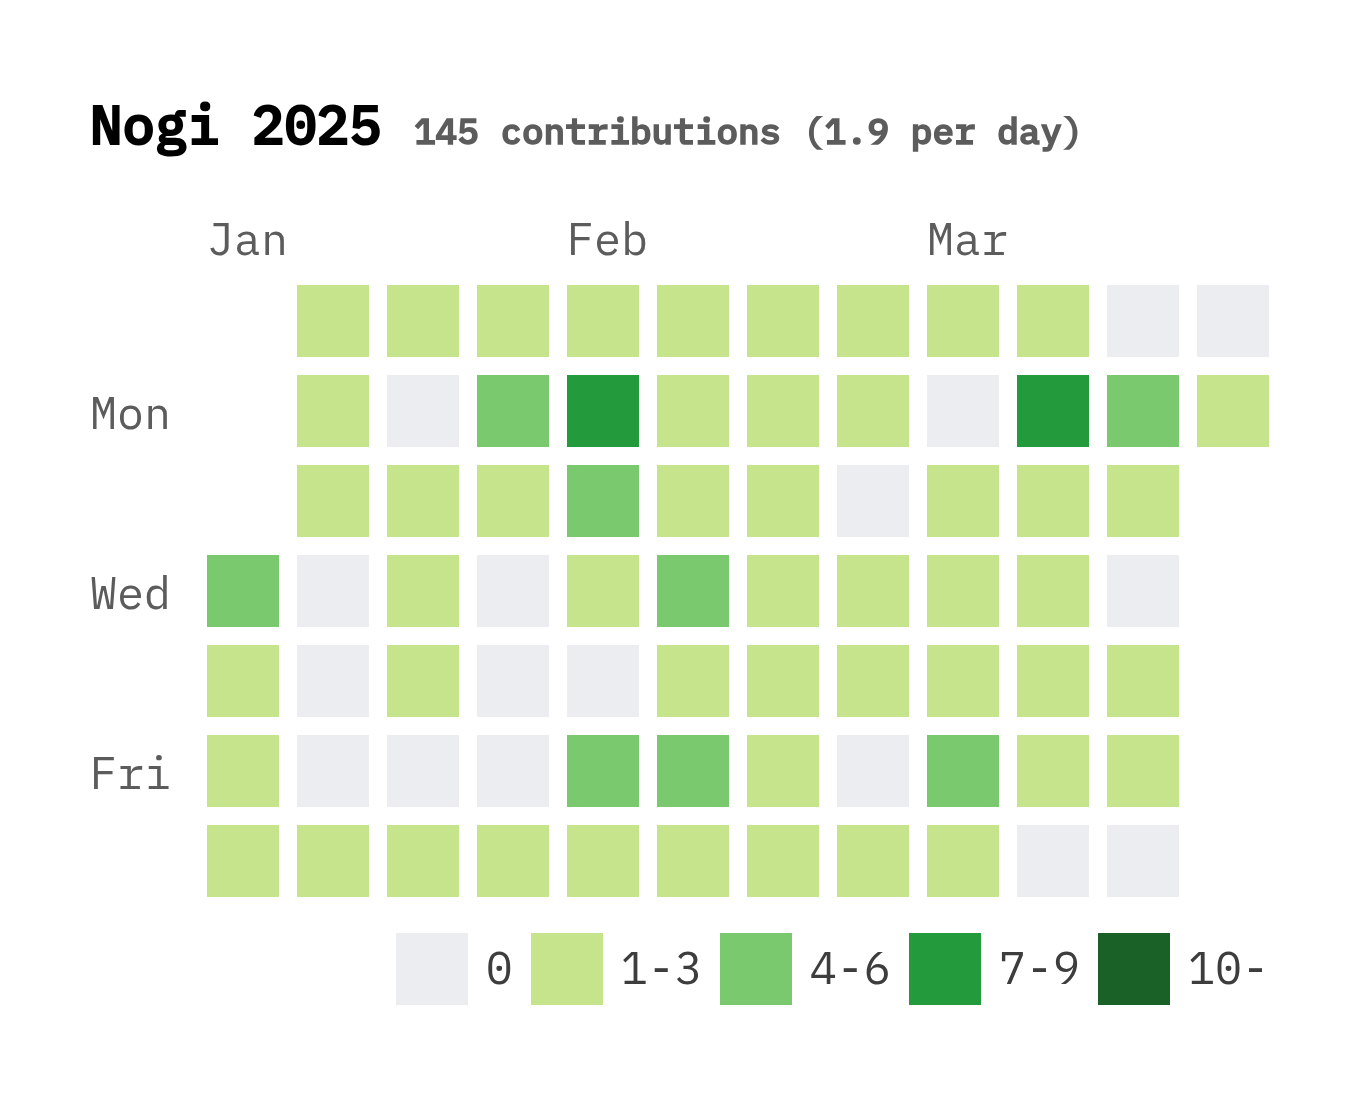 Nogi 2025 145 contributions (1.9 per day)
Jan Feb Mar
Mon
Wed
Fri
0 1-3 4-6 7-9 10-